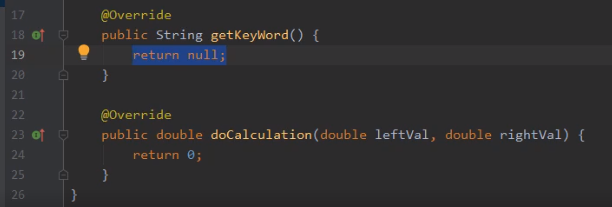 17 @Override
18 public String getKeyWord() {
19 return null;
20 }
21
22 @Override
23 public double doCalculation(double leftVal, double rightVal) {
24 return 0;
25 }
26 }